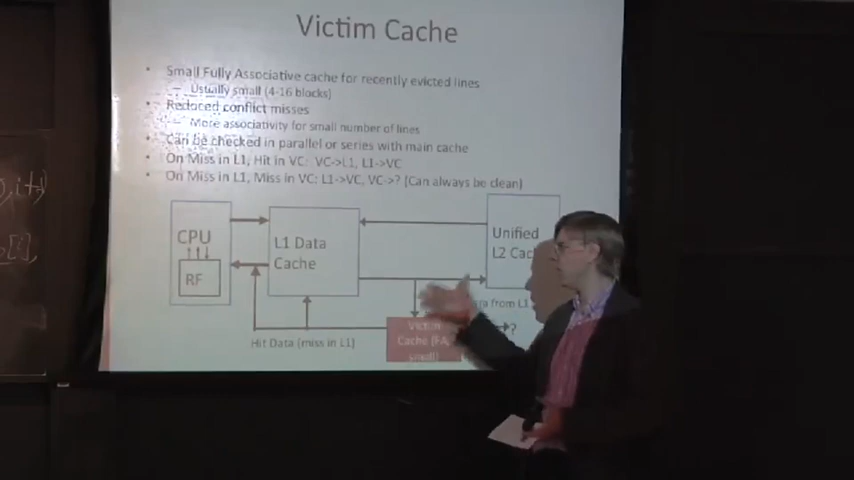 Victim Cache
• Small Fully Associative cache for recently evicted lines
– Usually small (4-16 blocks)
• Reduced conflict misses
– More associativity for small number of lines
• Can be checked in parallel or series with main cache
• On Miss in L1, Hit in VC: VC->L1, L1->VC
• On Miss in L1, Miss in VC: L1->VC, VC->? (Can always be clean)
CPU
RF
L1 Data
Cache
Unified
L2
from L1
Victim
Cache (FA,
small)
?
Hit Data (miss in L1)